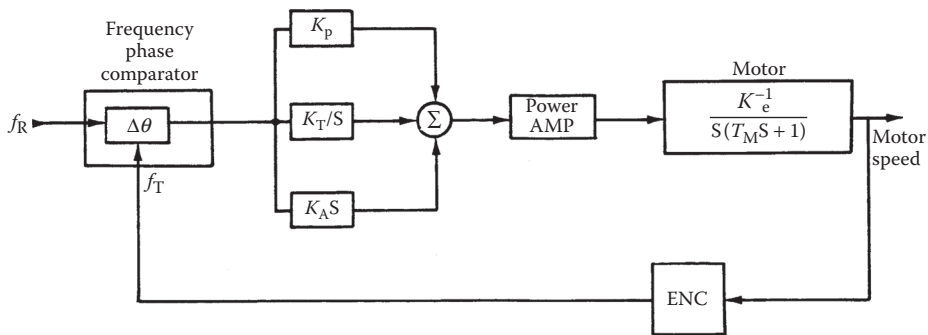 Frequency
phase
comparator
f_R
Δθ
f_T
K_p
K_T/S
K_A S
Σ
Power
AMP
Motor
K_e^{-1}
S(T_M S + 1)
Motor
speed
ENC